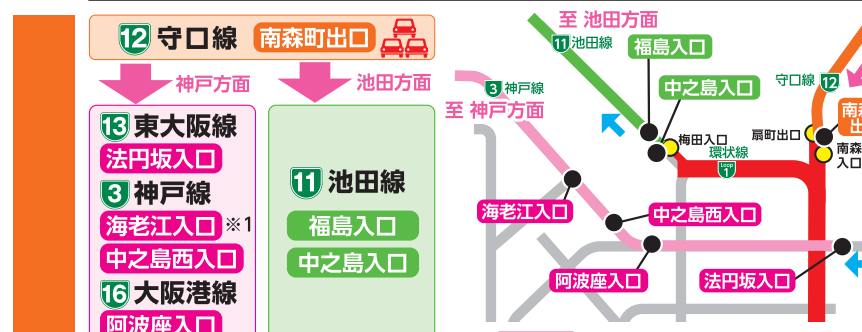 12 守口線 南森町出口
神戸方面
池田方面
13 東大阪線
法円坂入口
3 神戸線
海老江入口 ※1
中之島西入口
16 大阪港線
阿波座入口
11 池田線
福島入口
中之島入口
至 池田方面
11 池田線
福島入口
中之島入口
3 神戸線
至 神戸方面
守口線 12
梅田入口
扇町出口
環状線
Loop 1
南森
入口
海老江入口
中之島西入口
阿波座入口
法円坂入口